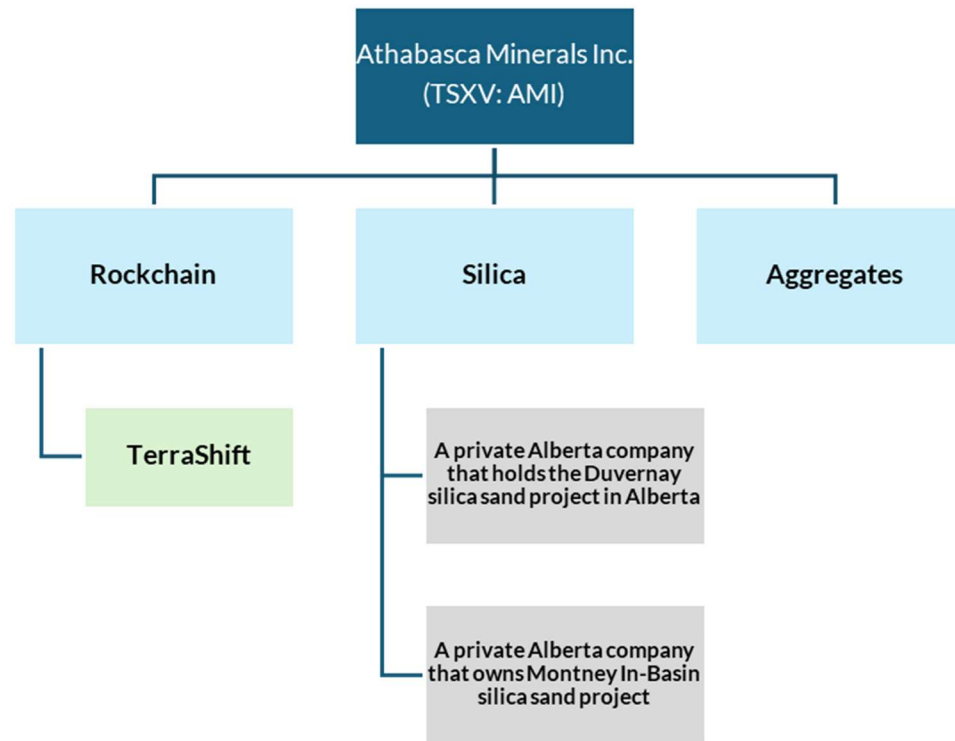 Athabasca Minerals Inc.
(TSXV: AMI)
Rockchain
Silica
Aggregates
TerraShift
A private Alberta company
that holds the Duvernay
silica sand project in Alberta
A private Alberta company
that owns Montney In-Basin
silica sand project